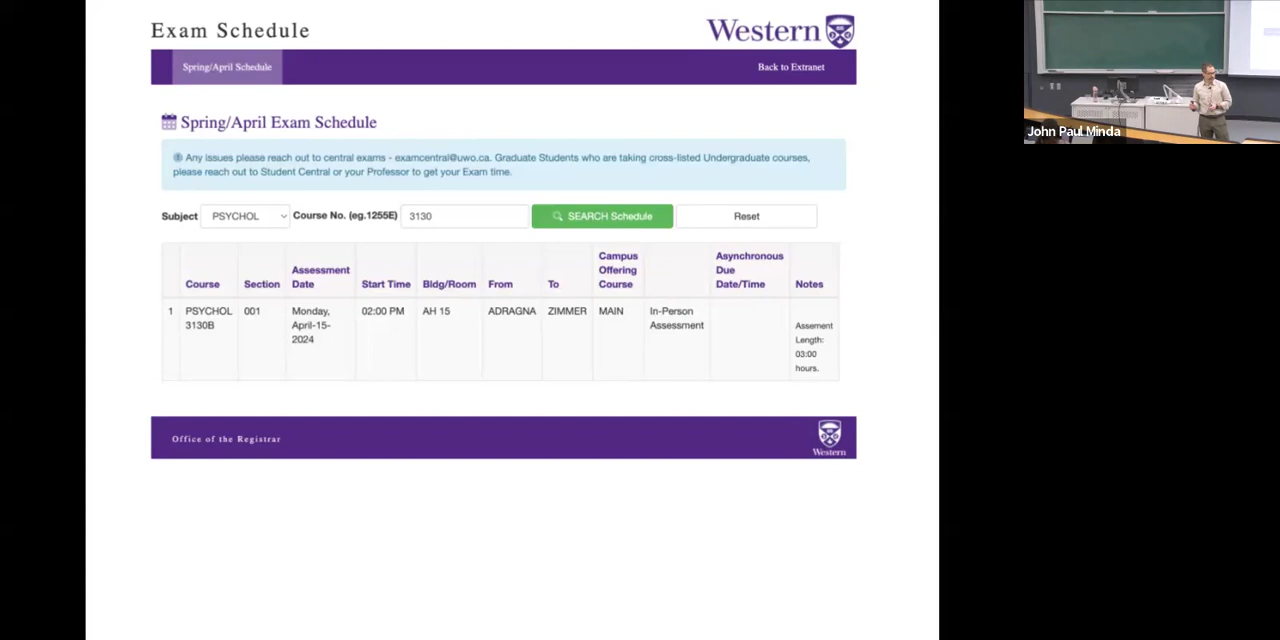 Exam Schedule
Western
Spring/April Schedule
Back to Extranet
Spring/April Exam Schedule
Any issues please reach out to central exams - examcentral@uwo.ca. Graduate Students who are taking cross-listed Undergraduate courses,
please reach out to Student Central or your Professor to get your Exam time.
Subject PSYCHOL Course No. (eg.1255E) 3130 SEARCH Schedule Reset
Course Section Assessment Date Start Time Bldg/Room From To Campus Offering Course Asynchronous Due Date/Time Notes
1 PSYCHOL 3130B 001 Monday, April-15-2024 02:00 PM AH 15 ADRAGNA ZIMMER MAIN In-Person Assessment Assement Length: 03:00 hours.
Office of the Registrar
Western
John Paul Minda